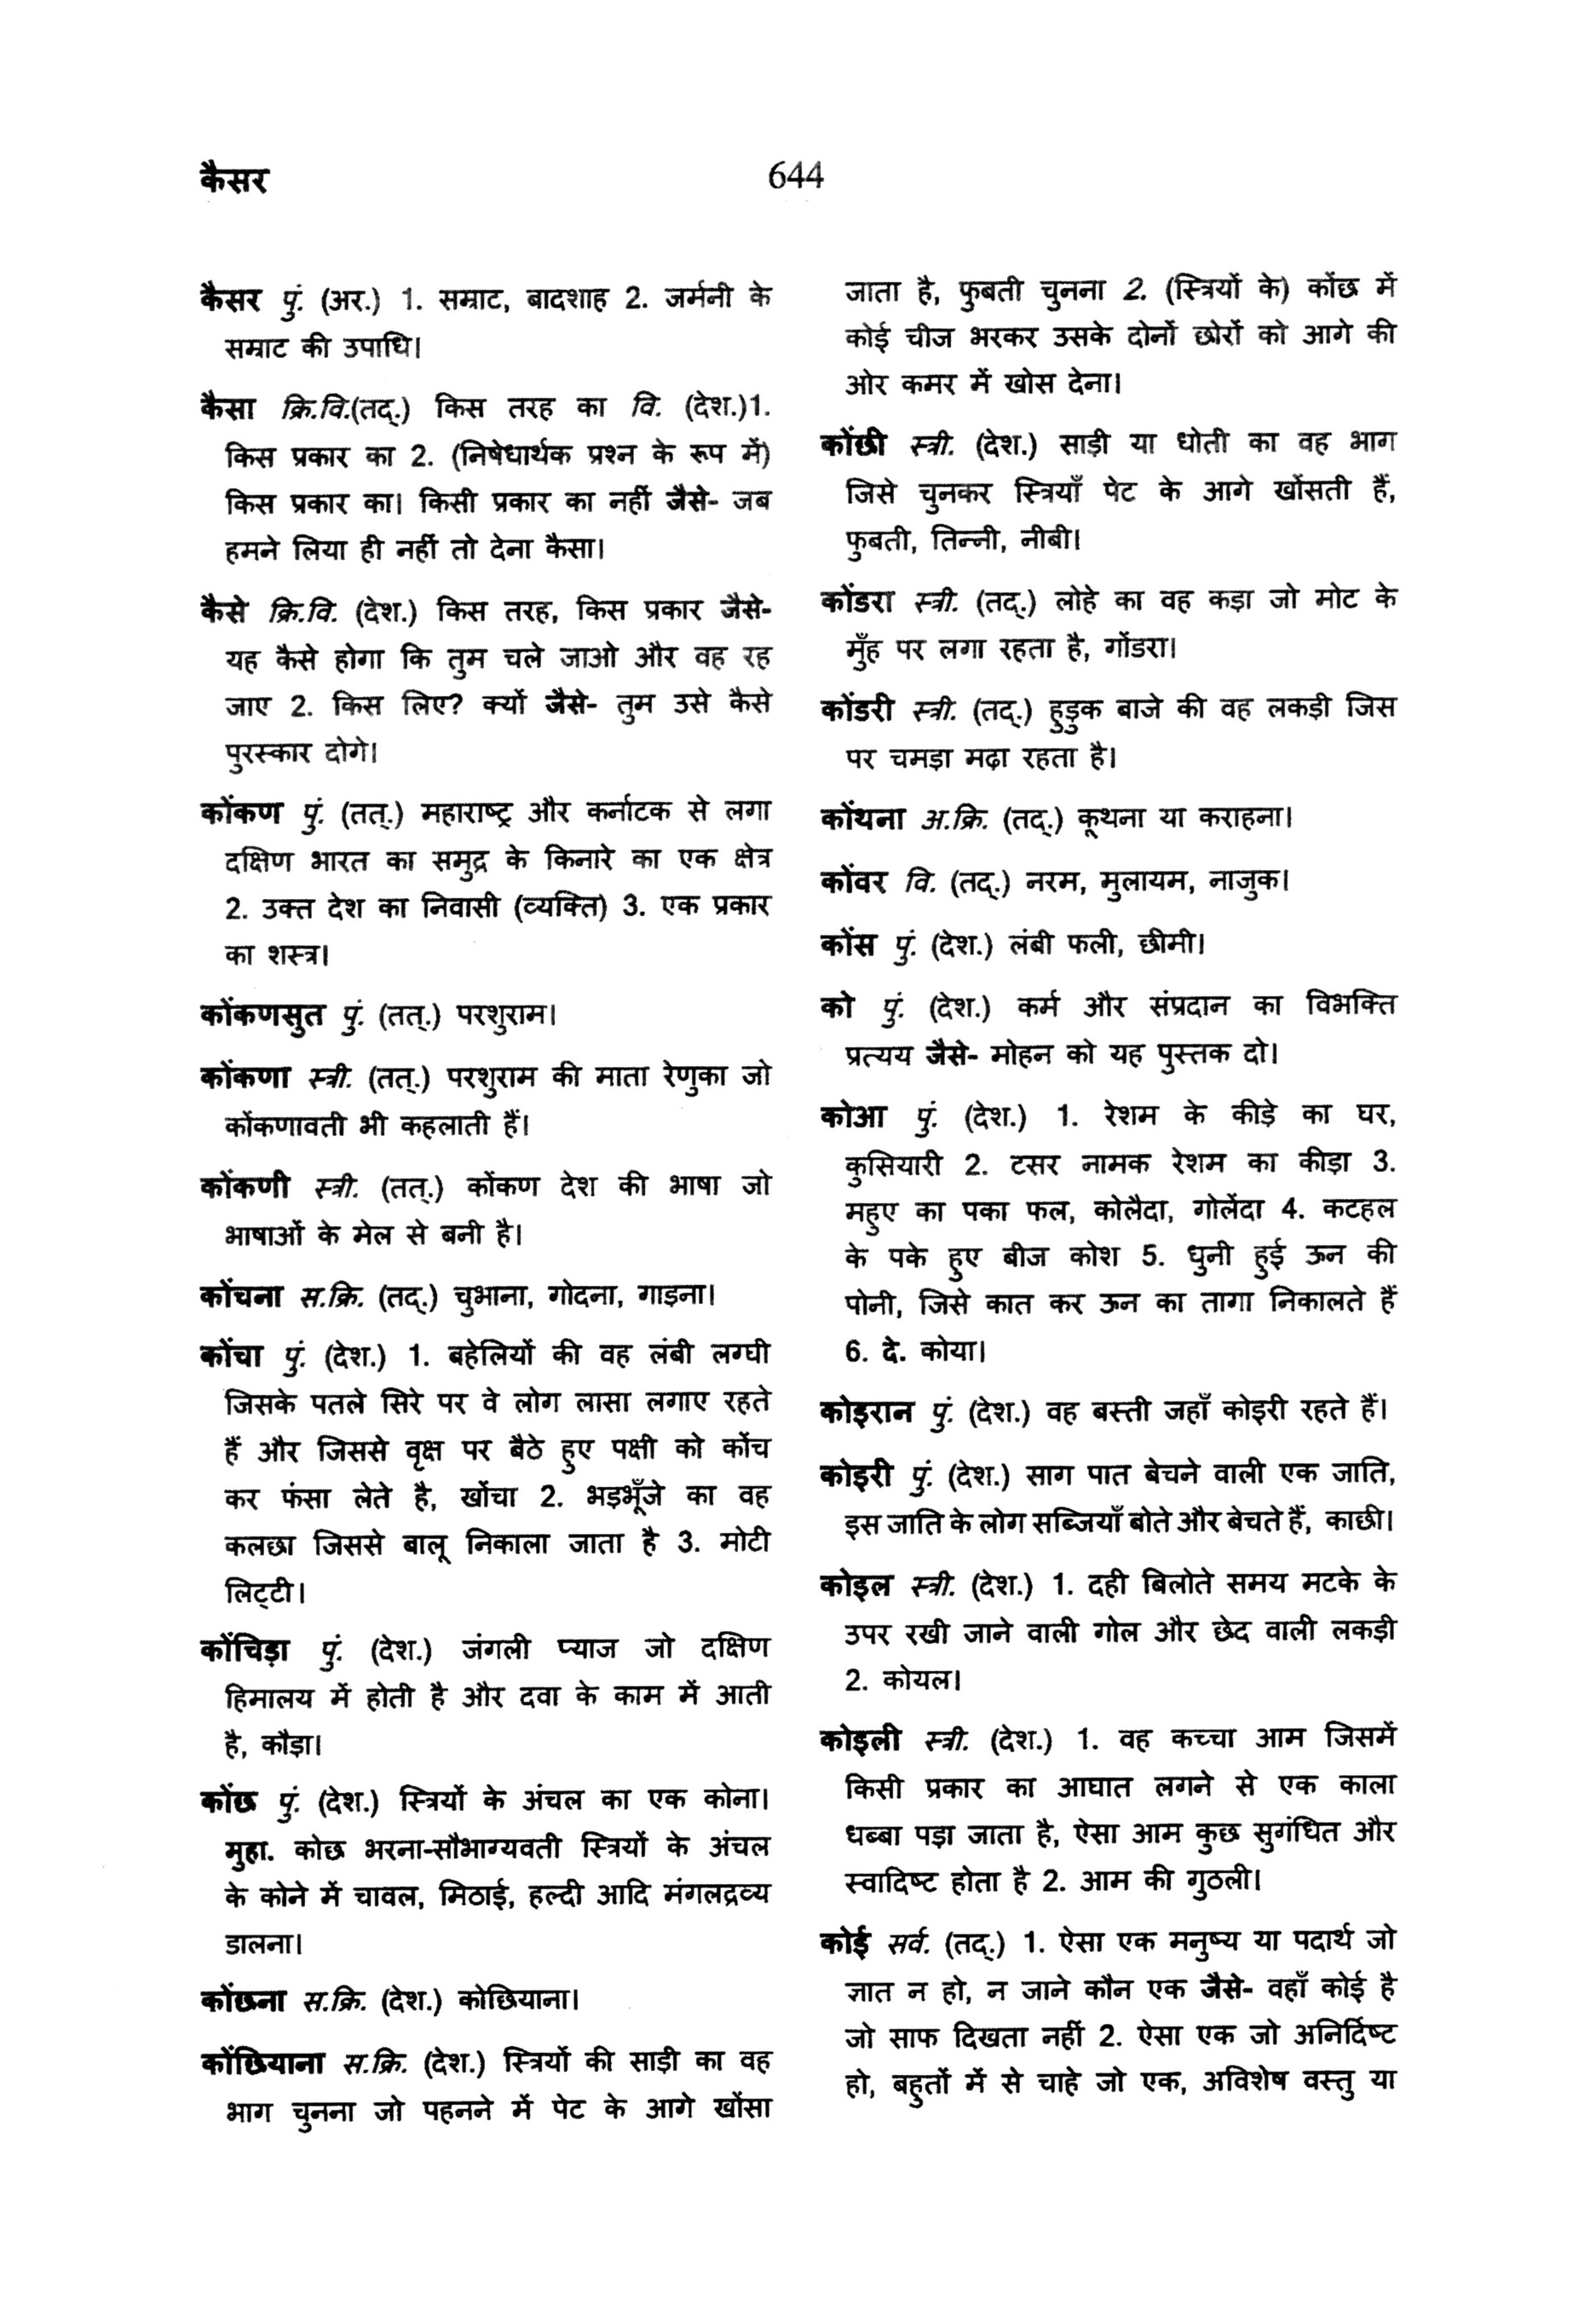 कैसर
644
कैसर पुं. (अर.) 1. सम्राट, बादशाह 2. जर्मनी के
सम्राट की उपाधि।
कैसा क्रि.वि.(तद्.) किस तरह का वि. (देश.)1.
किस प्रकार का 2. (निषेधार्थक प्रश्न के रूप में)
किस प्रकार का। किसी प्रकार का नहीं जैसे- जब
हमने लिया ही नहीं तो देना कैसा।
कैसे क्रि.वि. (देश.) किस तरह, किस प्रकार जैसे-
यह कैसे होगा कि तुम चले जाओ और वह रह
जाए 2. किस लिए? क्यों जैसे- तुम उसे कैसे
पुरस्कार दोगे।
कोंकण पुं. (तत्.) महाराष्ट्र और कर्नाटक से लगा
दक्षिण भारत का समुद्र के किनारे का एक क्षेत्र
2. उक्त देश का निवासी (व्यक्ति) 3. एक प्रकार
का शस्त्र।
कोंकणसुत पुं. (तत्.) परशुराम।
कोंकणा स्त्री. (तत्.) परशुराम की माता रेणुका जो
कोंकणावती भी कहलाती हैं।
कोंकणी स्त्री. (तत्.) कोंकण देश की भाषा जो
भाषाओं के मेल से बनी है।
कोंचना स.क्रि. (तद्.) चुभाना, गोदना, गाड़ना।
कोंचा पुं. (देश.) 1. बहेलियों की वह लंबी लग्घी
जिसके पतले सिरे पर वे लोग लासा लगाए रहते
हैं और जिससे वृक्ष पर बैठे हुए पक्षी को कोंच
कर फंसा लेते है, खोंचा 2. भड़भूँजे का वह
कलछा जिससे बालू निकाला जाता है 3. मोटी
लिट्टी।
कोंचिड़ा पुं. (देश.) जंगली प्याज जो दक्षिण
हिमालय में होती है और दवा के काम में आती
है, कौड़ा।
कोंछ पुं. (देश.) स्त्रियों के अंचल का एक कोना।
मुहा. कोछ भरना-सौभाग्यवती स्त्रियों के अंचल
के कोने में चावल, मिठाई, हल्दी आदि मंगलद्रव्य
डालना।
कोंछना स.क्रि. (देश.) कोछियाना।
कोंछियाना स.क्रि. (देश.) स्त्रियों की साड़ी का वह
भाग चुनना जो पहनने में पेट के आगे खोंसा
जाता है, फुबती चुनना 2. (स्त्रियों के) कोंछ में
कोई चीज भरकर उसके दोनों छोरों को आगे की
ओर कमर में खोस देना।
कोंछी स्त्री. (देश.) साड़ी या धोती का वह भाग
जिसे चुनकर स्त्रियाँ पेट के आगे खोंसती हैं,
फुबती, तिन्नी, नीबी।
कोंडरा स्त्री. (तद्.) लोहे का वह कड़ा जो मोट के
मुँह पर लगा रहता है, गोंडरा।
कोंडरी स्त्री. (तद्.) हुडुक बाजे की वह लकड़ी जिस
पर चमड़ा मढ़ा रहता है।
कोंथना अ.क्रि. (तद्.) कूथना या कराहना।
कोंवर वि. (तद्.) नरम, मुलायम, नाजुक।
कोंस पुं. (देश.) लंबी फली, छीमी।
को पुं. (देश.) कर्म और संप्रदान का विभक्ति
प्रत्यय जैसे- मोहन को यह पुस्तक दो।
कोआ पुं. (देश.) 1. रेशम के कीड़े का घर,
कुसियारी 2. टसर नामक रेशम का कीड़ा 3.
महुए का पका फल, कोलैदा, गोलेंदा 4. कटहल
के पके हुए बीज कोश 5. धुनी हुई ऊन की
पोनी, जिसे कात कर ऊन का तागा निकालते हैं
6. दे. कोया।
कोइरान पुं. (देश.) वह बस्ती जहाँ कोइरी रहते हैं।
कोइरी पुं. (देश.) साग पात बेचने वाली एक जाति,
इस जाति के लोग सब्जियाँ बोते और बेचते हैं, काछी।
कोइल स्त्री. (देश.) 1. दही बिलोते समय मटके के
उपर रखी जाने वाली गोल और छेद वाली लकड़ी
2. कोयल।
कोइली स्त्री. (देश.) 1. वह कच्चा आम जिसमें
किसी प्रकार का आघात लगने से एक काला
धब्बा पड़ा जाता है, ऐसा आम कुछ सुगंधित और
स्वादिष्ट होता है 2. आम की गुठली।
कोई सर्व. (तद्.) 1. ऐसा एक मनुष्य या पदार्थ जो
ज्ञात न हो, न जाने कौन एक जैसे- वहाँ कोई है
जो साफ दिखता नहीं 2. ऐसा एक जो अनिर्दिष्ट
हो, बहुतों में से चाहे जो एक, अविशेष वस्तु या